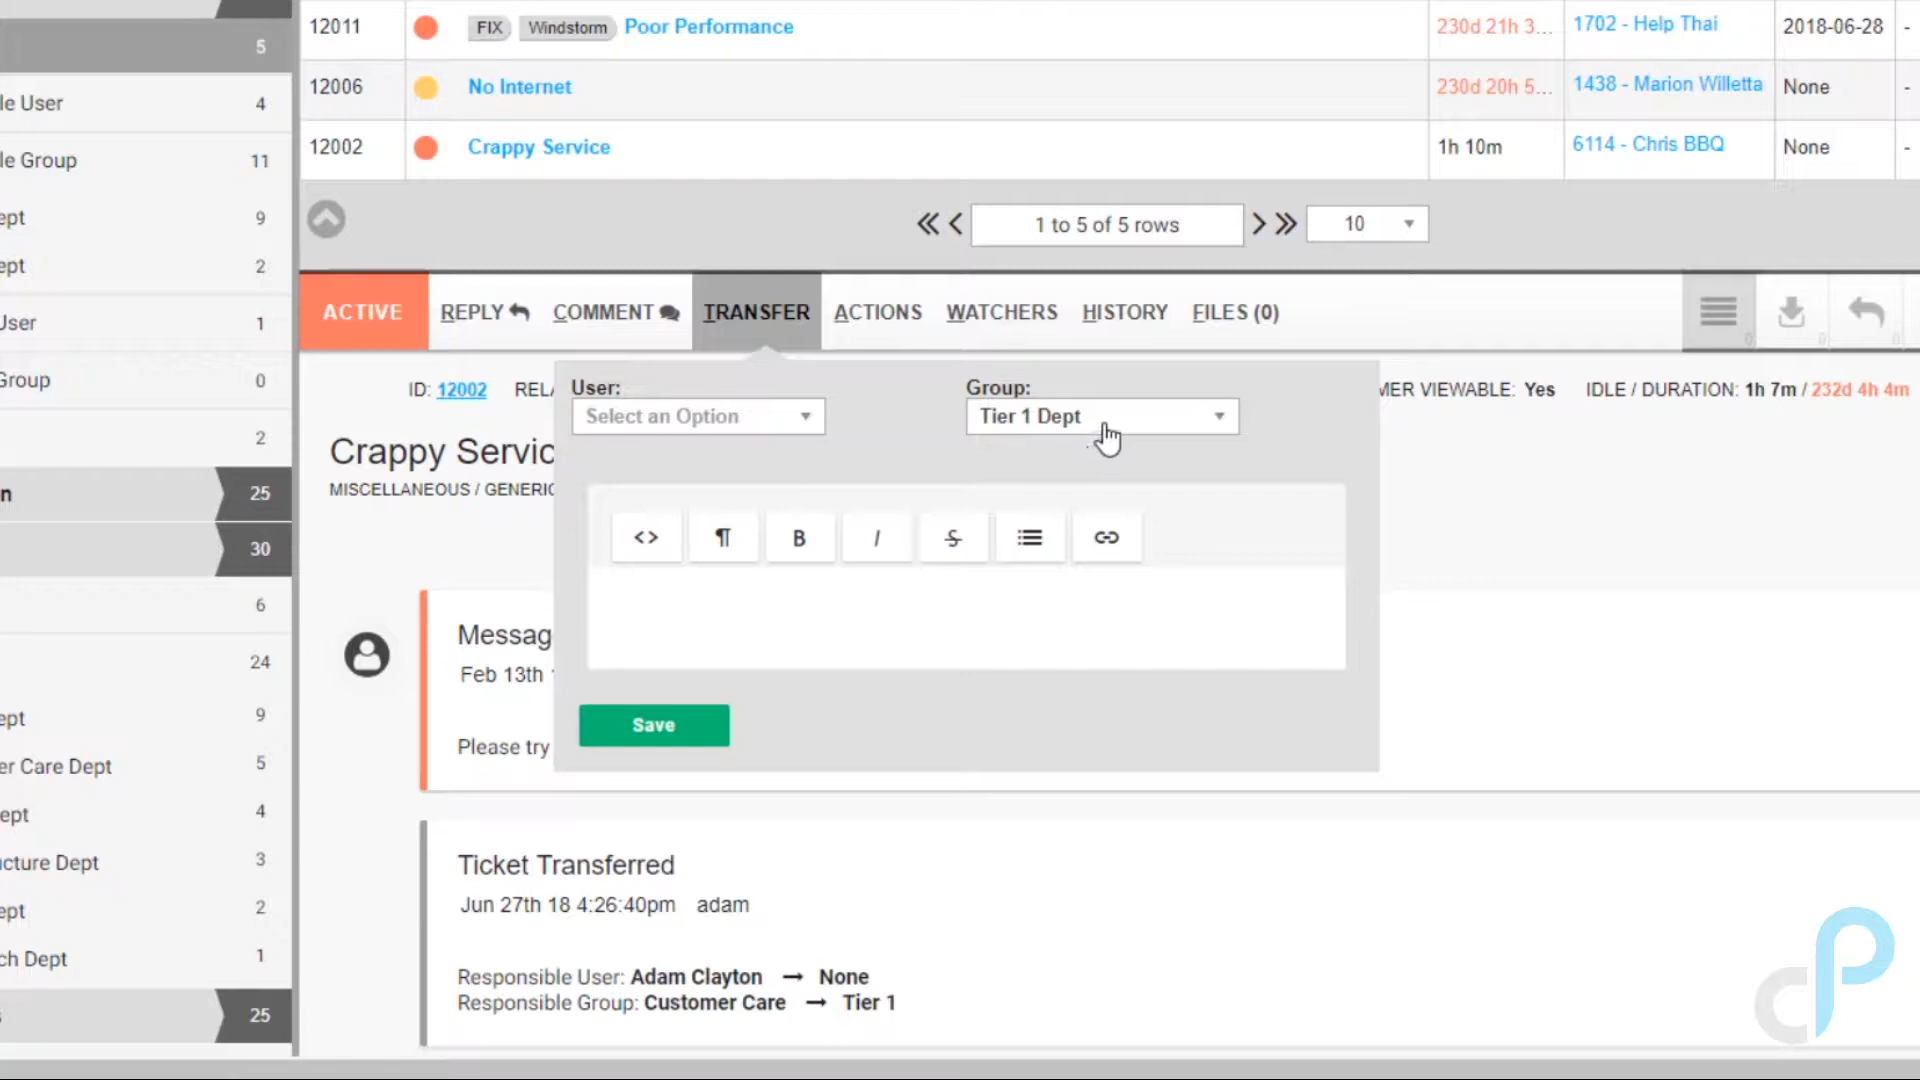 12011 FIX Windstorm Poor Performance 230d 21h 3... 1702 - Help Thai 2018-06-28 -
5
12006 No Internet 230d 20h 5... 1438 - Marion Willetta None -
le User 4
12002 Crappy Service 1h 10m 6114 - Chris BBQ None -
le Group 11
ept 9
1 to 5 of 5 rows 10
ept 2
ACTIVE REPLY COMMENT TRANSFER ACTIONS WATCHERS HISTORY FILES (0) 0 0 0
User 1
Group 0
ID: 12002 RELA User: Group: MER VIEWABLE: Yes IDLE / DURATION: 1h 7m / 232d 4h 4m
Select an Option Tier 1 Dept
2
Crappy Servic
MISCELLANEOUS / GENERIC
n 25
<> ¶ B I S
30
6
Messag
24
Feb 13th
Save
ept 9
Please try
er Care Dept 5
ept 4
ucture Dept 3
Ticket Transferred
Jun 27th 18 4:26:40pm adam
ept 2
ch Dept 1
Responsible User: Adam Clayton → None
Responsible Group: Customer Care → Tier 1
s 25
CP